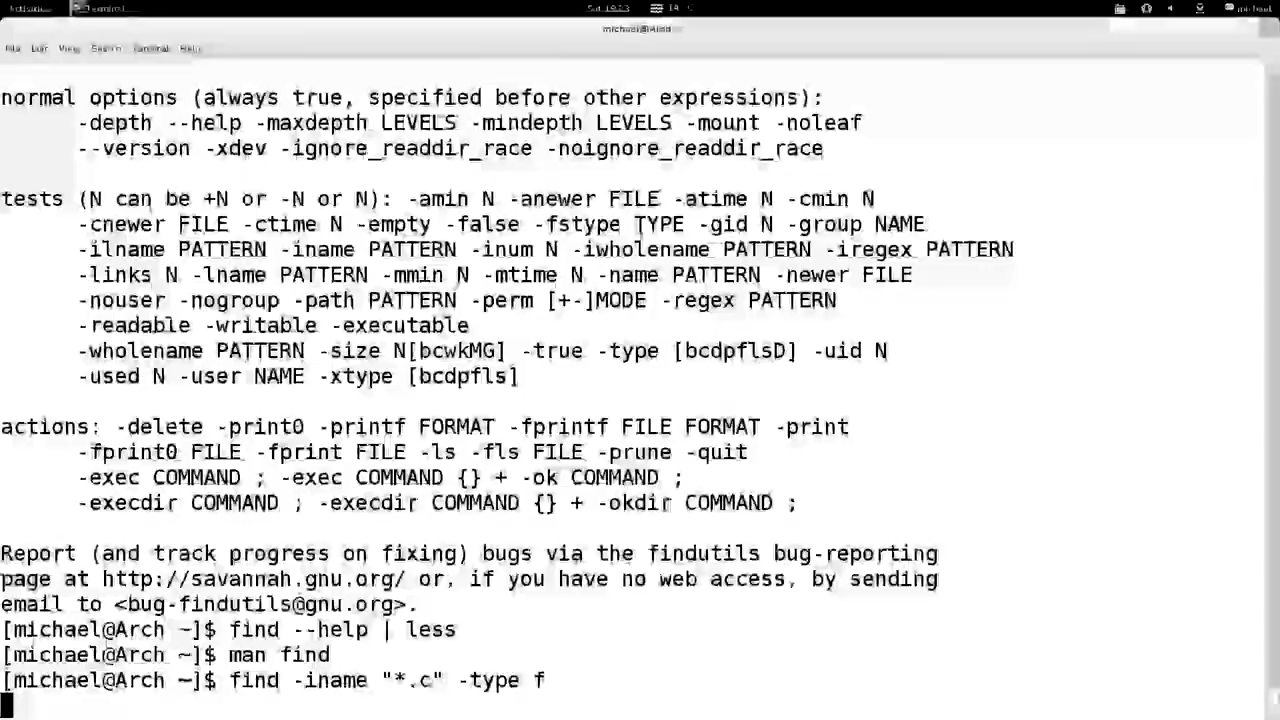 michael@Arch:~
File Edit View Search Terminal Help
normal options (always true, specified before other expressions):
-depth --help -maxdepth LEVELS -mindepth LEVELS -mount -noleaf
--version -xdev -ignore_readdir_race -noignore_readdir_race
tests (N can be +N or -N or N): -amin N -anewer FILE -atime N -cmin N
-cnewer FILE -ctime N -empty -false -fstype TYPE -gid N -group NAME
-ilname PATTERN -iname PATTERN -inum N -iwholename PATTERN -iregex PATTERN
-links N -lname PATTERN -mmin N -mtime N -name PATTERN -newer FILE
-nouser -nogroup -path PATTERN -perm [+-]MODE -regex PATTERN
-readable -writable -executable
-wholename PATTERN -size N[bcwkMG] -true -type [bcdpflsD] -uid N
-used N -user NAME -xtype [bcdpfls]
actions: -delete -print0 -printf FORMAT -fprintf FILE FORMAT -print
-fprint0 FILE -fprint FILE -ls -fls FILE -prune -quit
-exec COMMAND ; -exec COMMAND {} + -ok COMMAND ;
-execdir COMMAND ; -execdir COMMAND {} + -okdir COMMAND ;
Report (and track progress on fixing) bugs via the findutils bug-reporting
page at http://savannah.gnu.org/ or, if you have no web access, by sending
email to <bug-findutils@gnu.org>.
[michael@Arch ~]$ find --help | less
[michael@Arch ~]$ man find
[michael@Arch ~]$ find -iname "*.c" -type f